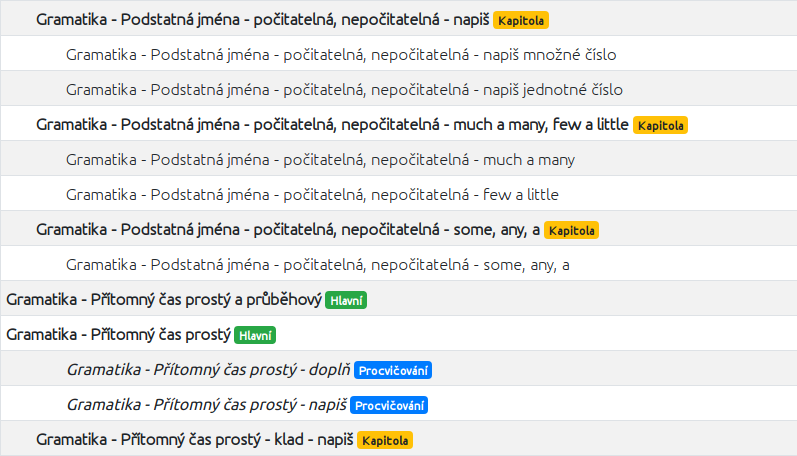 Gramatika - Podstatná jména - počitatelná, nepočitatelná - napiš Kapitola
Gramatika - Podstatná jména - počitatelná, nepočitatelná - napiš množné číslo
Gramatika - Podstatná jména - počitatelná, nepočitatelná - napiš jednotné číslo
Gramatika - Podstatná jména - počitatelná, nepočitatelná - much a many, few a little Kapitola
Gramatika - Podstatná jména - počitatelná, nepočitatelná - much a many
Gramatika - Podstatná jména - počitatelná, nepočitatelná - few a little
Gramatika - Podstatná jména - počitatelná, nepočitatelná - some, any, a Kapitola
Gramatika - Podstatná jména - počitatelná, nepočitatelná - some, any, a
Gramatika - Přítomný čas prostý a průběhový Hlavní
Gramatika - Přítomný čas prostý Hlavní
Gramatika - Přítomný čas prostý - doplň Procvičování
Gramatika - Přítomný čas prostý - napiš Procvičování
Gramatika - Přítomný čas prostý - klad - napiš Kapitola